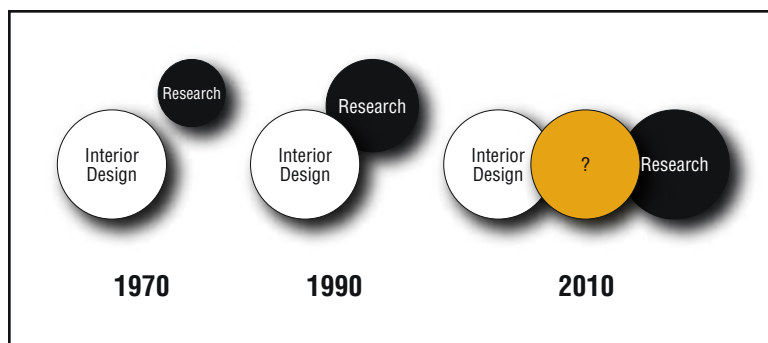 Interior
Design
Research
1970
Interior
Design
Research
1990
Interior
Design
?
Research
2010